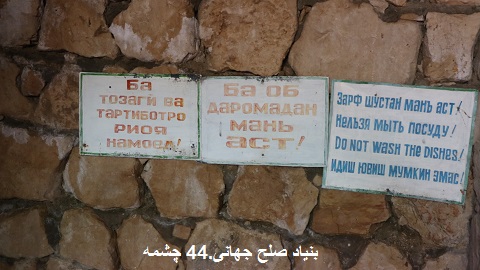 Ба
тозагӣ ва
тартиботро
риоя
намоед!
Ба об
даромадан
манъ
аст!
Зарф шустан манъ аст!
Нельзя мыть посуду!
Do not wash the dishes!
идиш ювиш мумкин эмас!
بنیاد صلح جهانی.44 چشمه